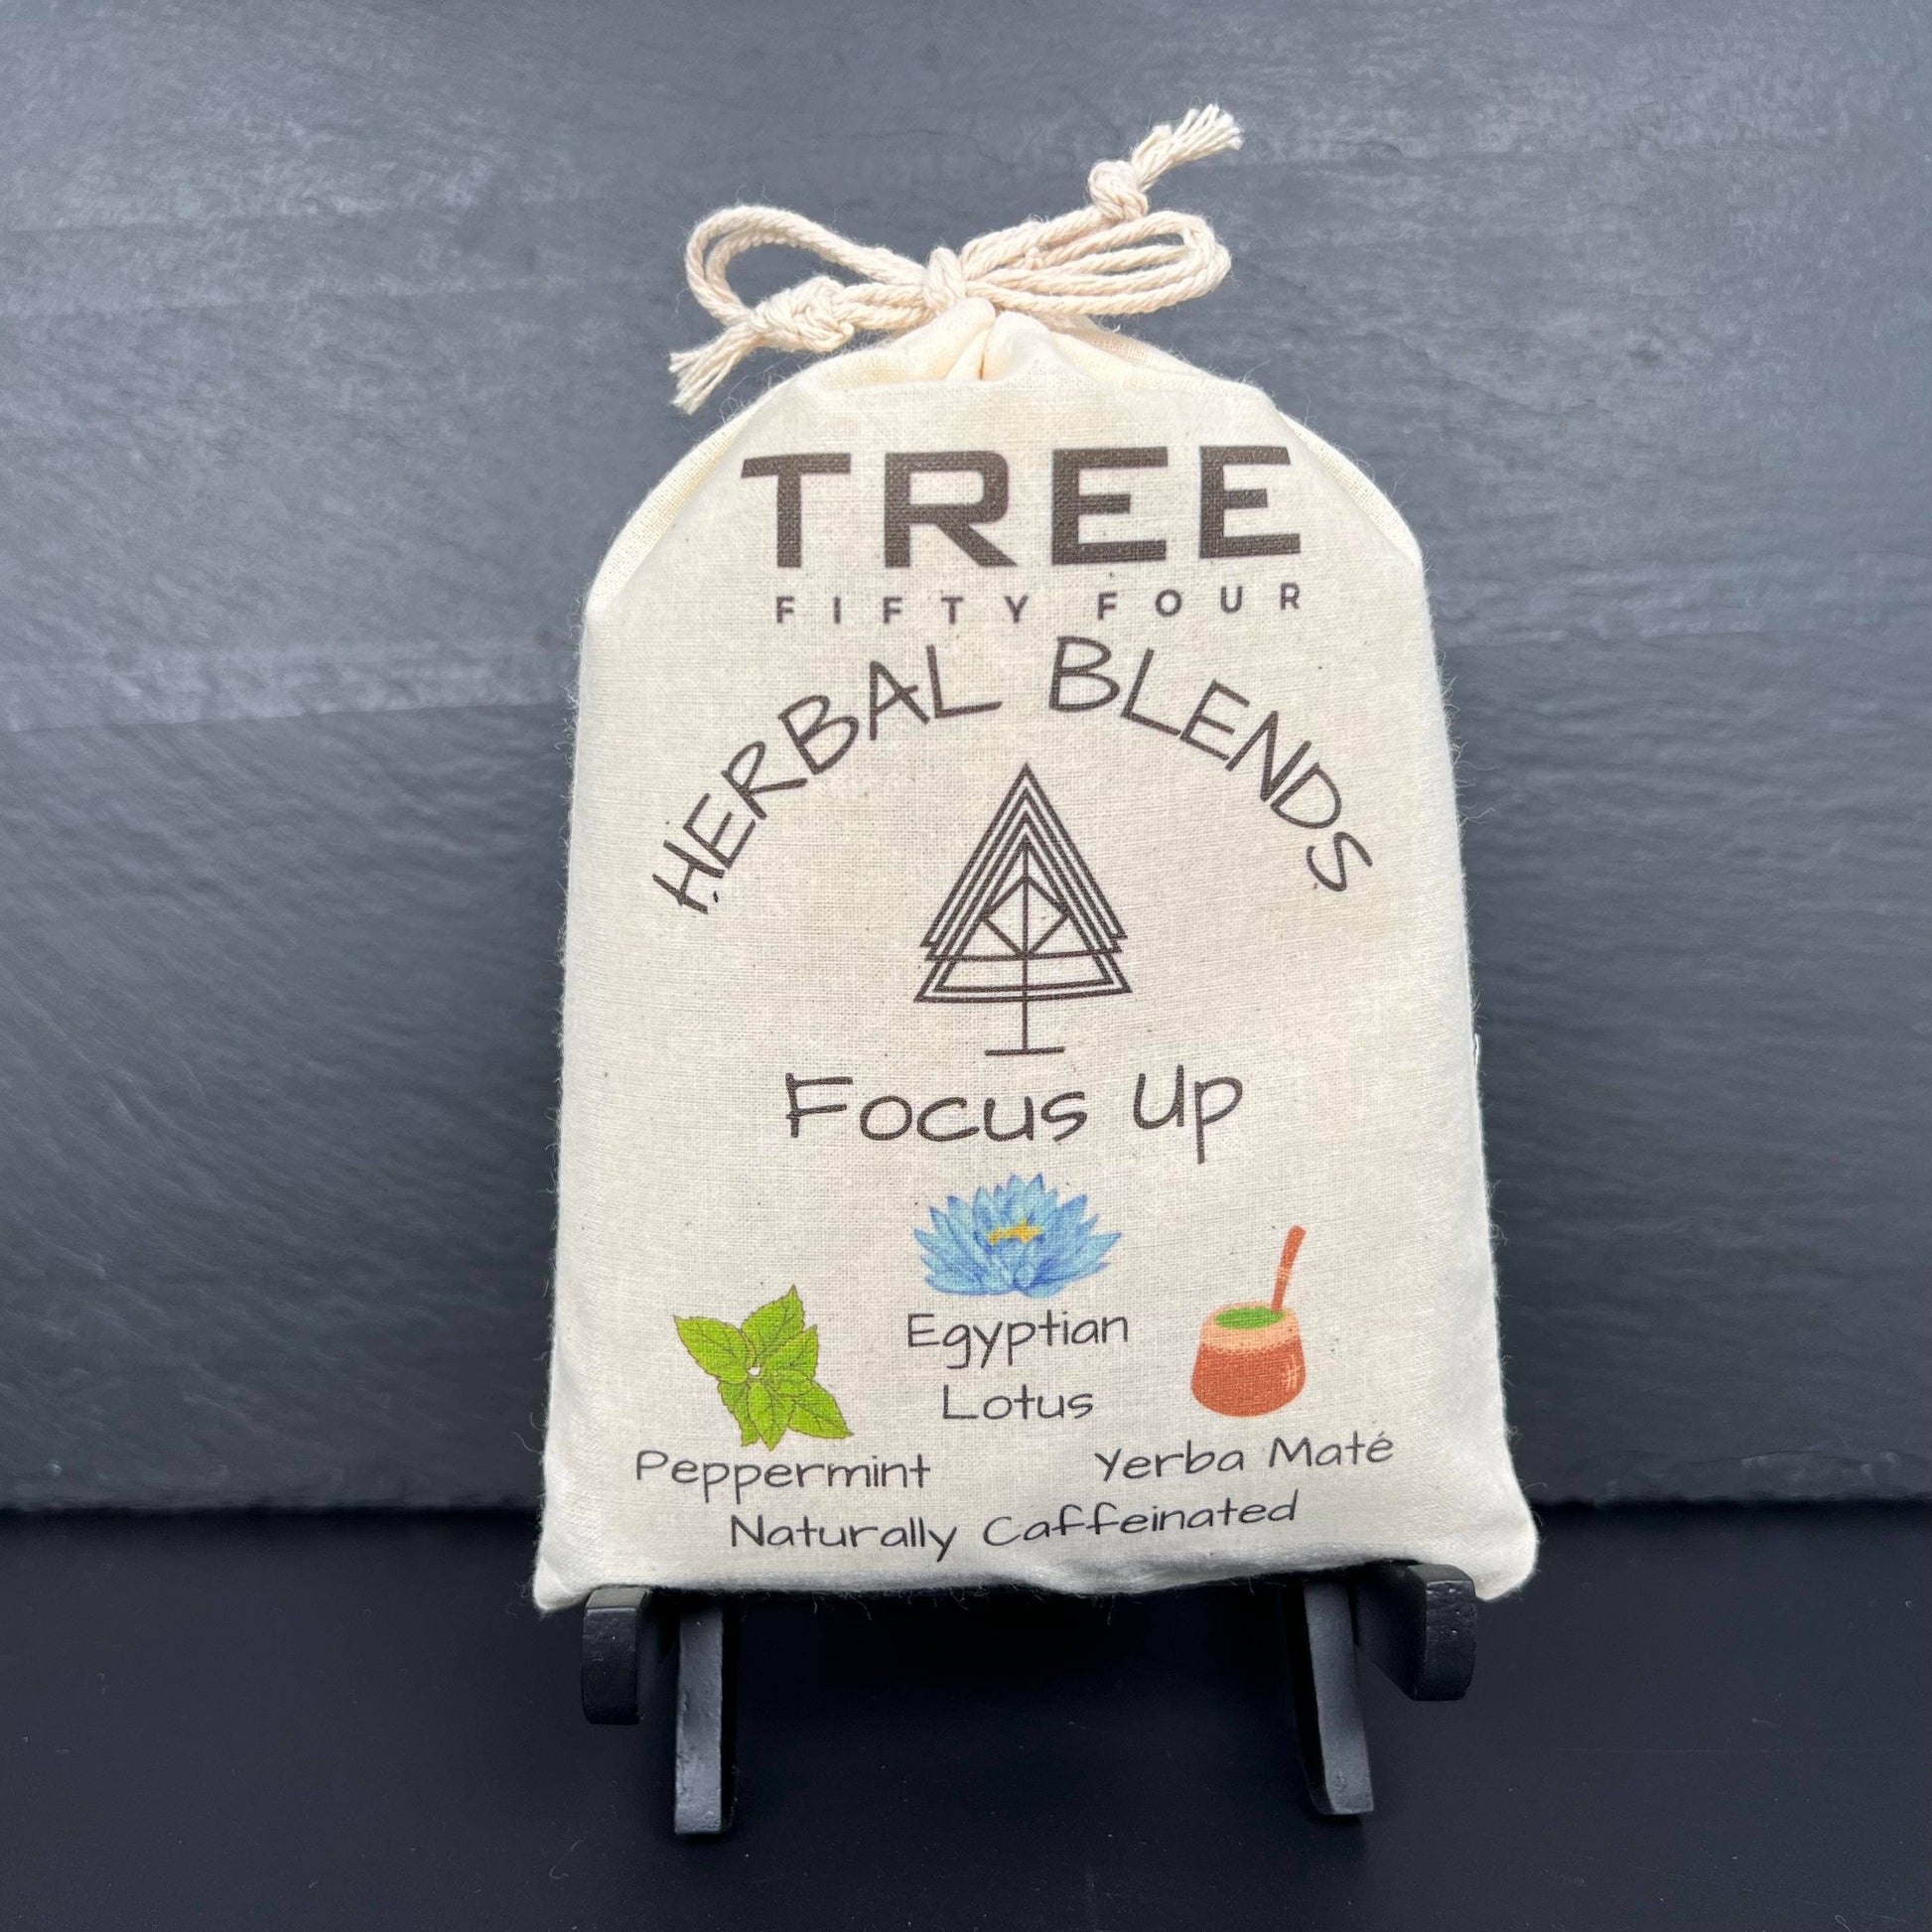 TREE
FIFTY FOUR
HERBAL BLENDS
Focus Up
Egyptian
Lotus
Peppermint
Yerba Maté
Naturally Caffeinated